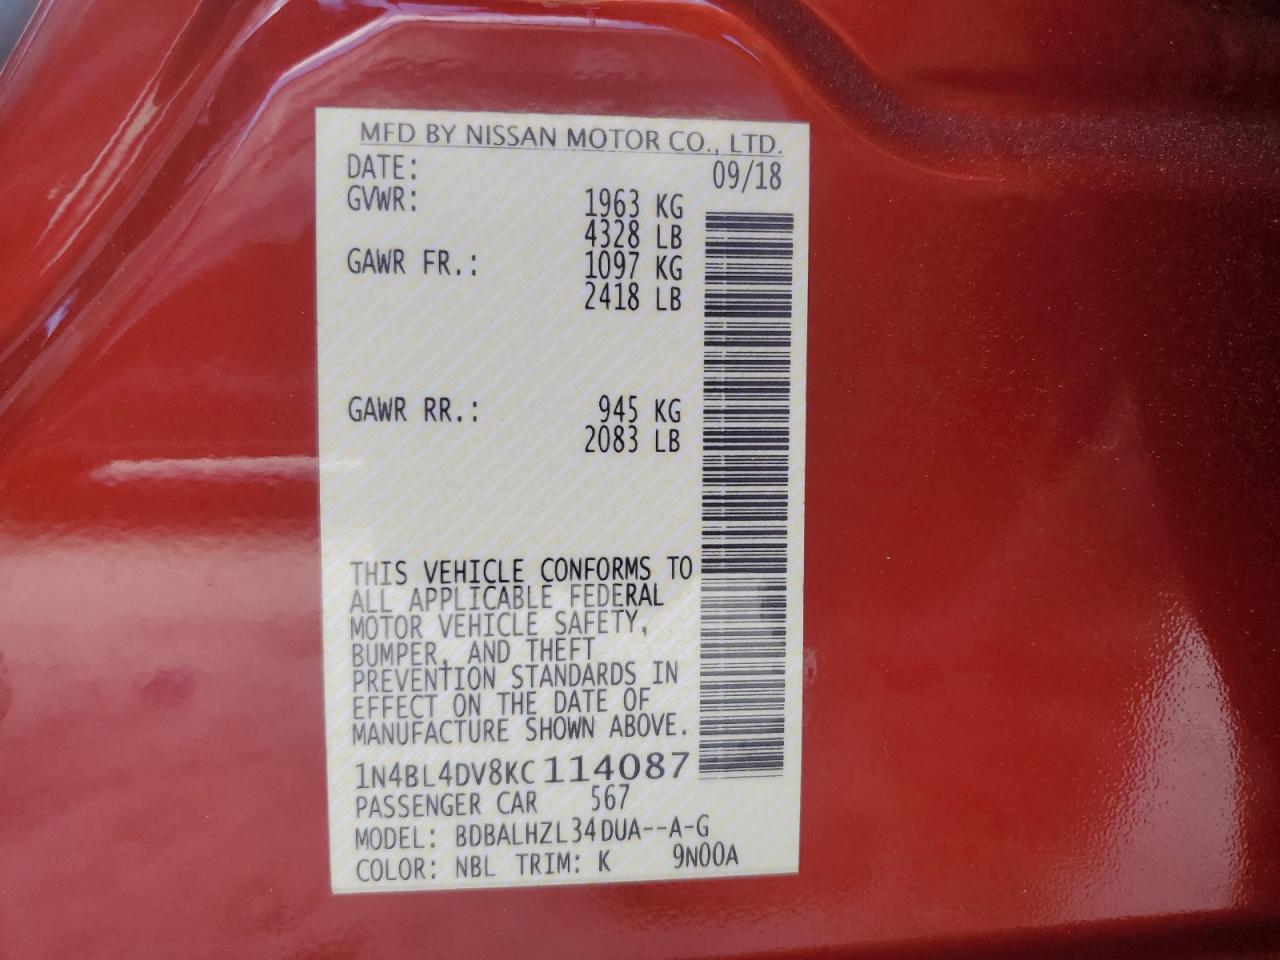 MFD BY NISSAN MOTOR CO., LTD.
DATE: 09/18
GVWR: 1963 KG
4328 LB
GAWR FR.: 1097 KG
2418 LB
GAWR RR.: 945 KG
2083 LB
THIS VEHICLE CONFORMS TO
ALL APPLICABLE FEDERAL
MOTOR VEHICLE SAFETY,
BUMPER, AND THEFT
PREVENTION STANDARDS IN
EFFECT ON THE DATE OF
MANUFACTURE SHOWN ABOVE.
1N4BL4DV8KC114087
PASSENGER CAR 567
MODEL: BDBALHZL34DUA--A-G
COLOR: NBL TRIM: K 9N00A